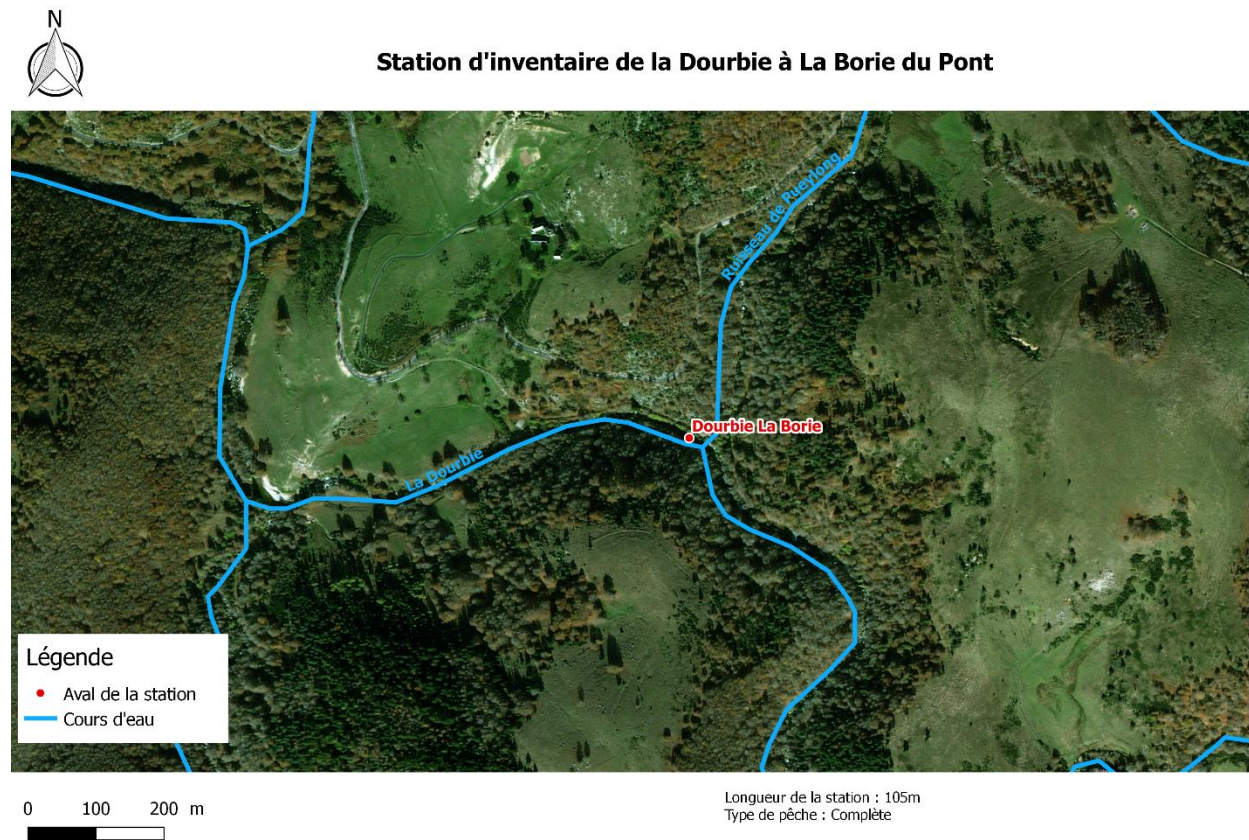 N
Station d'inventaire de la Dourbie à La Borie du Pont
Ruisseau de Pueylong
Dourbie La Borie
La Dourbie
Légende
Aval de la station
Cours d'eau
0 100 200 m
Longueur de la station : 105m
Type de pêche : Complète